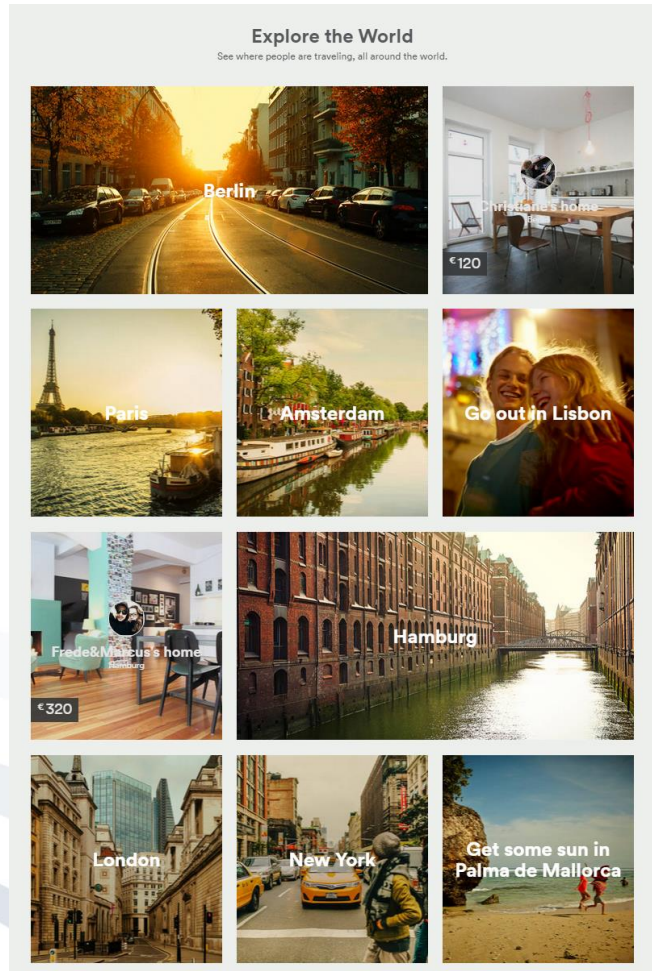 Explore the World
See where people are traveling, all around the world.
Berlin
Christiane's home
€120
Paris
Amsterdam
Go out in Lisbon
Frede&Marcus's home
Hamburg
€320
Hamburg
London
New York
Get some sun in
Palma de Mallorca